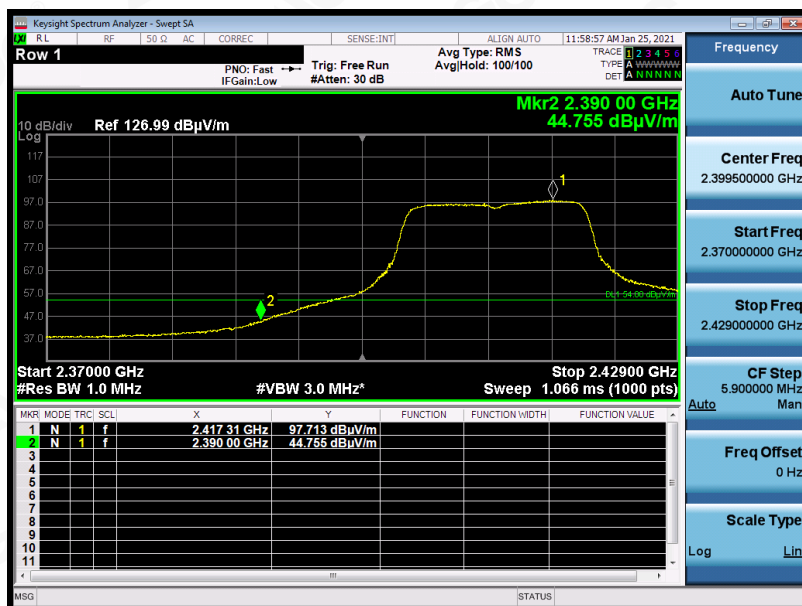 Keysight Spectrum Analyzer - Swept SA
LXI RL RF 50 Ω AC CORREC SENSE:INT ALIGN AUTO 11:58:57 AM Jan 25, 2021
Row 1
PNO: Fast
IFGain:Low
Trig: Free Run
#Atten: 30 dB
Avg Type: RMS
Avg|Hold: 100/100
TRACE 1 2 3 4 5 6
TYPE A WWWWW
DET A N N N N N
Mkr2 2.390 00 GHz
44.755 dBµV/m
10 dB/div Ref 126.99 dBµV/m
Log
117
107
97.0
87.0
77.0
67.0
57.0
47.0
37.0
1
2
DL1 54.00 dBµV/m
Start 2.37000 GHz Stop 2.42900 GHz
#Res BW 1.0 MHz #VBW 3.0 MHz* Sweep 1.066 ms (1000 pts)
MKR MODE TRC SCL X Y FUNCTION FUNCTION WIDTH FUNCTION VALUE
1 N 1 f 2.417 31 GHz 97.713 dBµV/m
2 N 1 f 2.390 00 GHz 44.755 dBµV/m
3
4
5
6
7
8
9
10
11
MSG STATUS
Frequency
Auto Tune
Center Freq
2.399500000 GHz
Start Freq
2.370000000 GHz
Stop Freq
2.429000000 GHz
CF Step
5.900000 MHz
Auto Man
Freq Offset
0 Hz
Scale Type
Log Lin